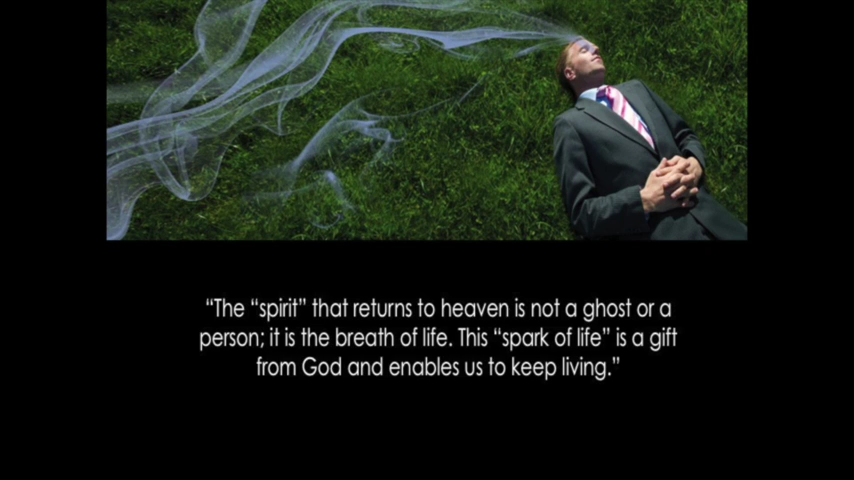 “The “spirit” that returns to heaven is not a ghost or a
person; it is the breath of life. This “spark of life” is a gift
from God and enables us to keep living.”